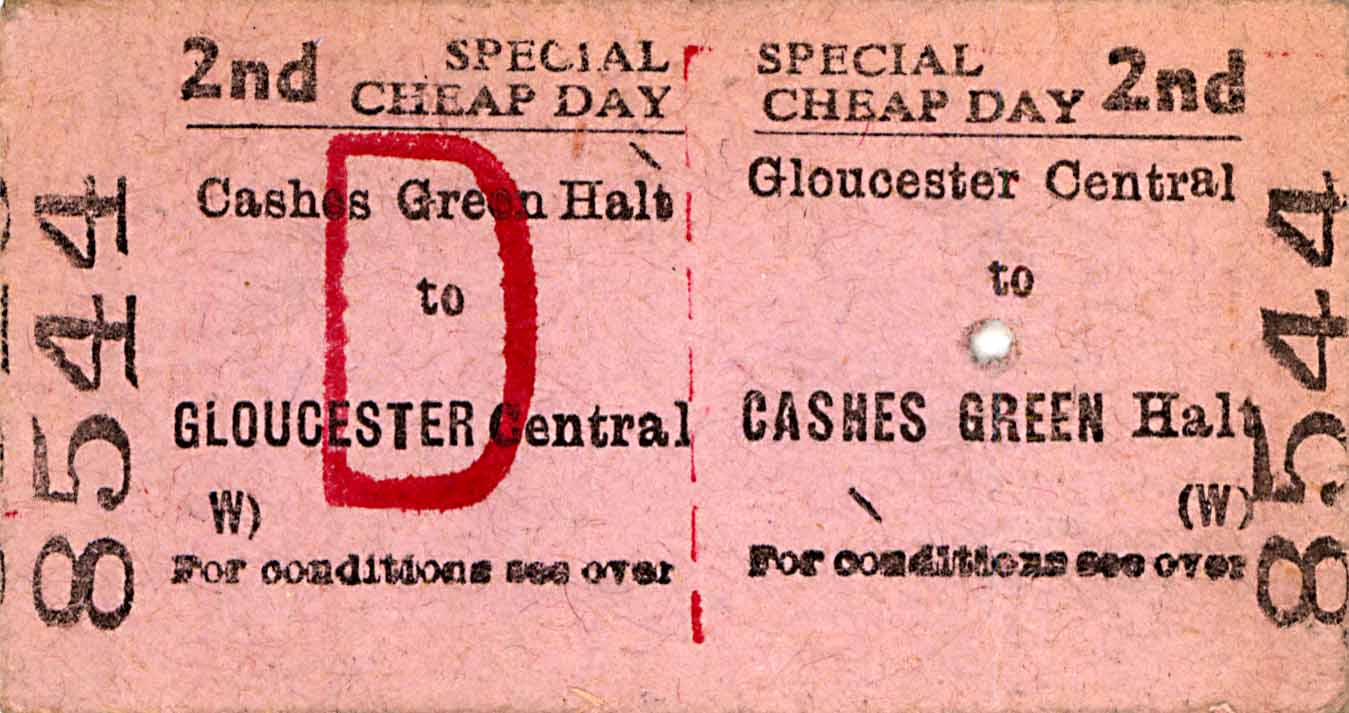 2nd SPECIAL
CHEAP DAY
Cashes Green Halt
to
GLOUCESTER Central
W)
For conditions see over
D
8544
SPECIAL 2nd
CHEAP DAY
Gloucester Central
to
CASHES GREEN Halt
(W)
For conditions see over
8544